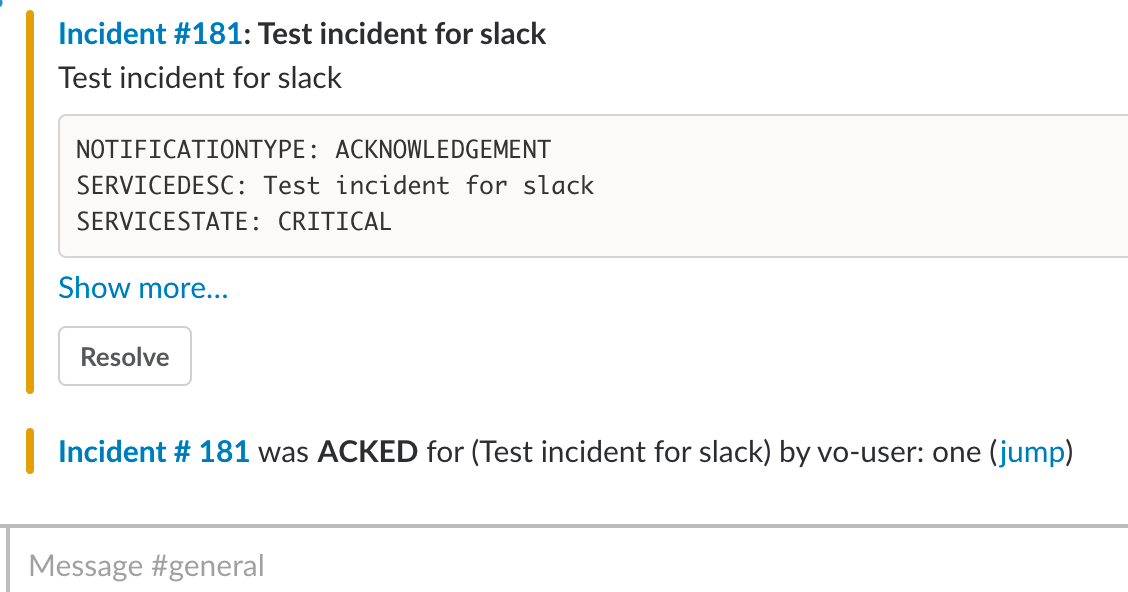 Incident #181: Test incident for slack
Test incident for slack
NOTIFICATIONTYPE: ACKNOWLEDGEMENT
SERVICEDESC: Test incident for slack
SERVICESTATE: CRITICAL
Show more...
Resolve
Incident # 181 was ACKED for (Test incident for slack) by vo-user: one (jump)
Message #general